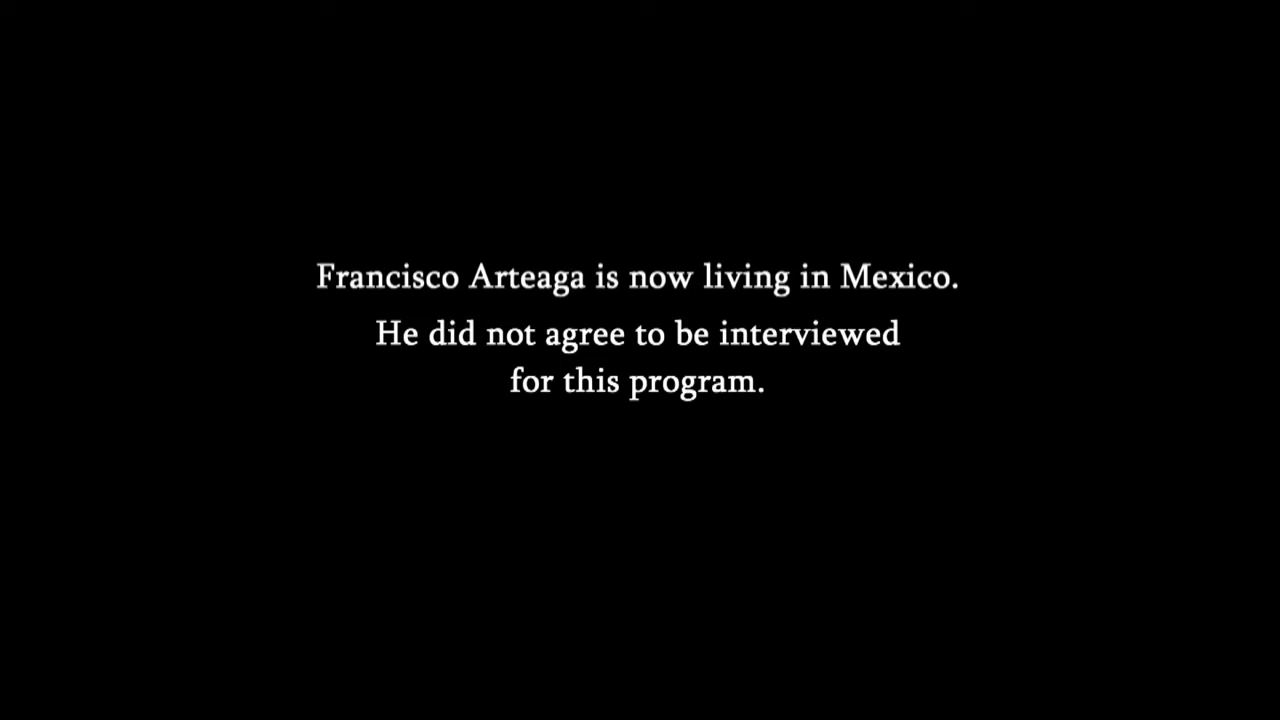 Francisco Arteaga is now living in Mexico.
He did not agree to be interviewed
for this program.